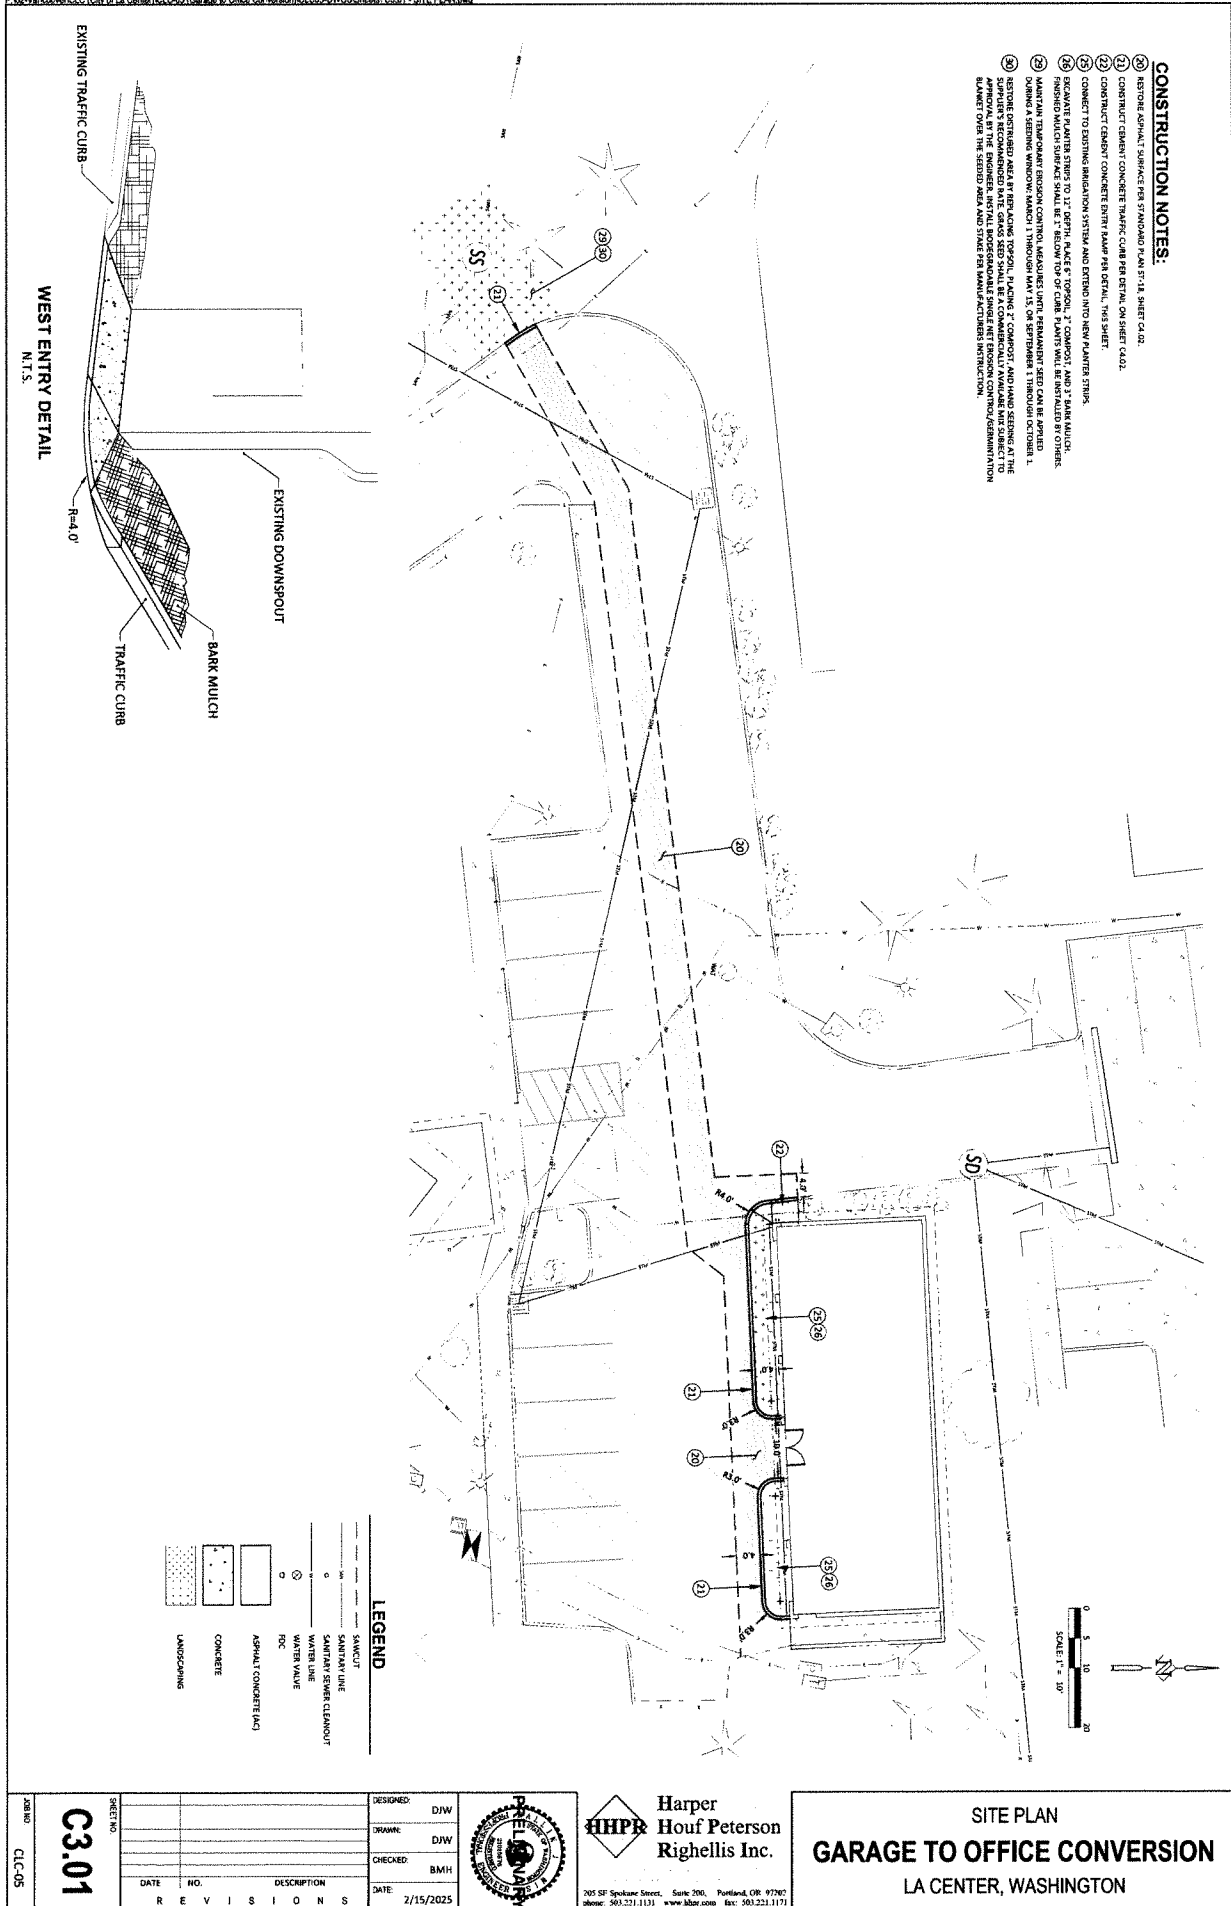 CONSTRUCTION NOTES:
20 RESTORE ASPHALT SURFACE PER STANDARD PLAN ST-18, SHEET C4.02.
21 CONSTRUCT CEMENT CONCRETE TRAFFIC CURB PER DETAIL ON SHEET C4.02.
22 CONSTRUCT CEMENT CONCRETE ENTRY RAMP PER DETAIL, THIS SHEET.
25 CONNECT TO EXISTING IRRIGATION SYSTEM AND EXTEND INTO NEW PLANTER STRIPS.
26 EXCAVATE PLANTER STRIPS TO 12" DEPTH. PLACE 6" TOPSOIL, 2" COMPOST, AND 3" BARK MULCH.
FINISHED MULCH SURFACE SHALL BE 1" BELOW TOP OF CURB. PLANTS WILL BE INSTALLED BY OTHERS.
29 MAINTAIN TEMPORARY EROSION CONTROL MEASURES UNTIL PERMANENT SEED CAN BE APPLIED
DURING A SEEDING WINDOW: MARCH 1 THROUGH MAY 15, OR SEPTEMBER 1 THROUGH OCTOBER 1.
30 RESTORE DISTRUBED AREA BY REPLACING TOPSOIL, PLACING 2" COMPOST, AND HAND SEEDING AT THE
SUPPLIER'S RECOMMENDED RATE. GRASS SEED SHALL BE A COMMERCIALLY AVAILABE MIX SUBJECT TO
APPROVAL BY THE ENGINEER. INSTALL BIODEGRADABLE SINGLE NET EROSION CONTROL/GERMINTATION
BLANKET OVER THE SEEDED AREA AND STAKE PER MANUFACTURERS INSTRUCTION.
EXISTING TRAFFIC CURB
EXISTING DOWNSPOUT
BARK MULCH
TRAFFIC CURB
R=4.0'
WEST ENTRY DETAIL
N.T.S.
29 30
SS
21
20
22
4.0'
R4.0'
SD
25 26
4.0
21
R3.0'
10.0'
20
R3.0'
25 26
4.0
21
R3.0'
N
0 5 10 20
SCALE: 1" = 10'
LEGEND
SAWCUT
SANITARY LINE
SANITARY SEWER CLEANOUT
WATER LINE
WATER VALVE
FDC
ASPHALT CONCRETE (AC)
CONCRETE
LANDSCAPING
SITE PLAN
GARAGE TO OFFICE CONVERSION
LA CENTER, WASHINGTON
HHPR
Harper
Houf Peterson
Righellis Inc.
205 SE Spokane Street, Suite 200, Portland, OR 97202
phone: 503.221.1131 www.hhpr.com fax: 503.221.1171
PRELIMINARY
DESIGNED: DJW
DRAWN: DJW
CHECKED: BMH
DATE: 2/15/2025
DATE NO. DESCRIPTION
REVISIONS
SHEET NO.
C3.01
JOB NO.
CLC-05